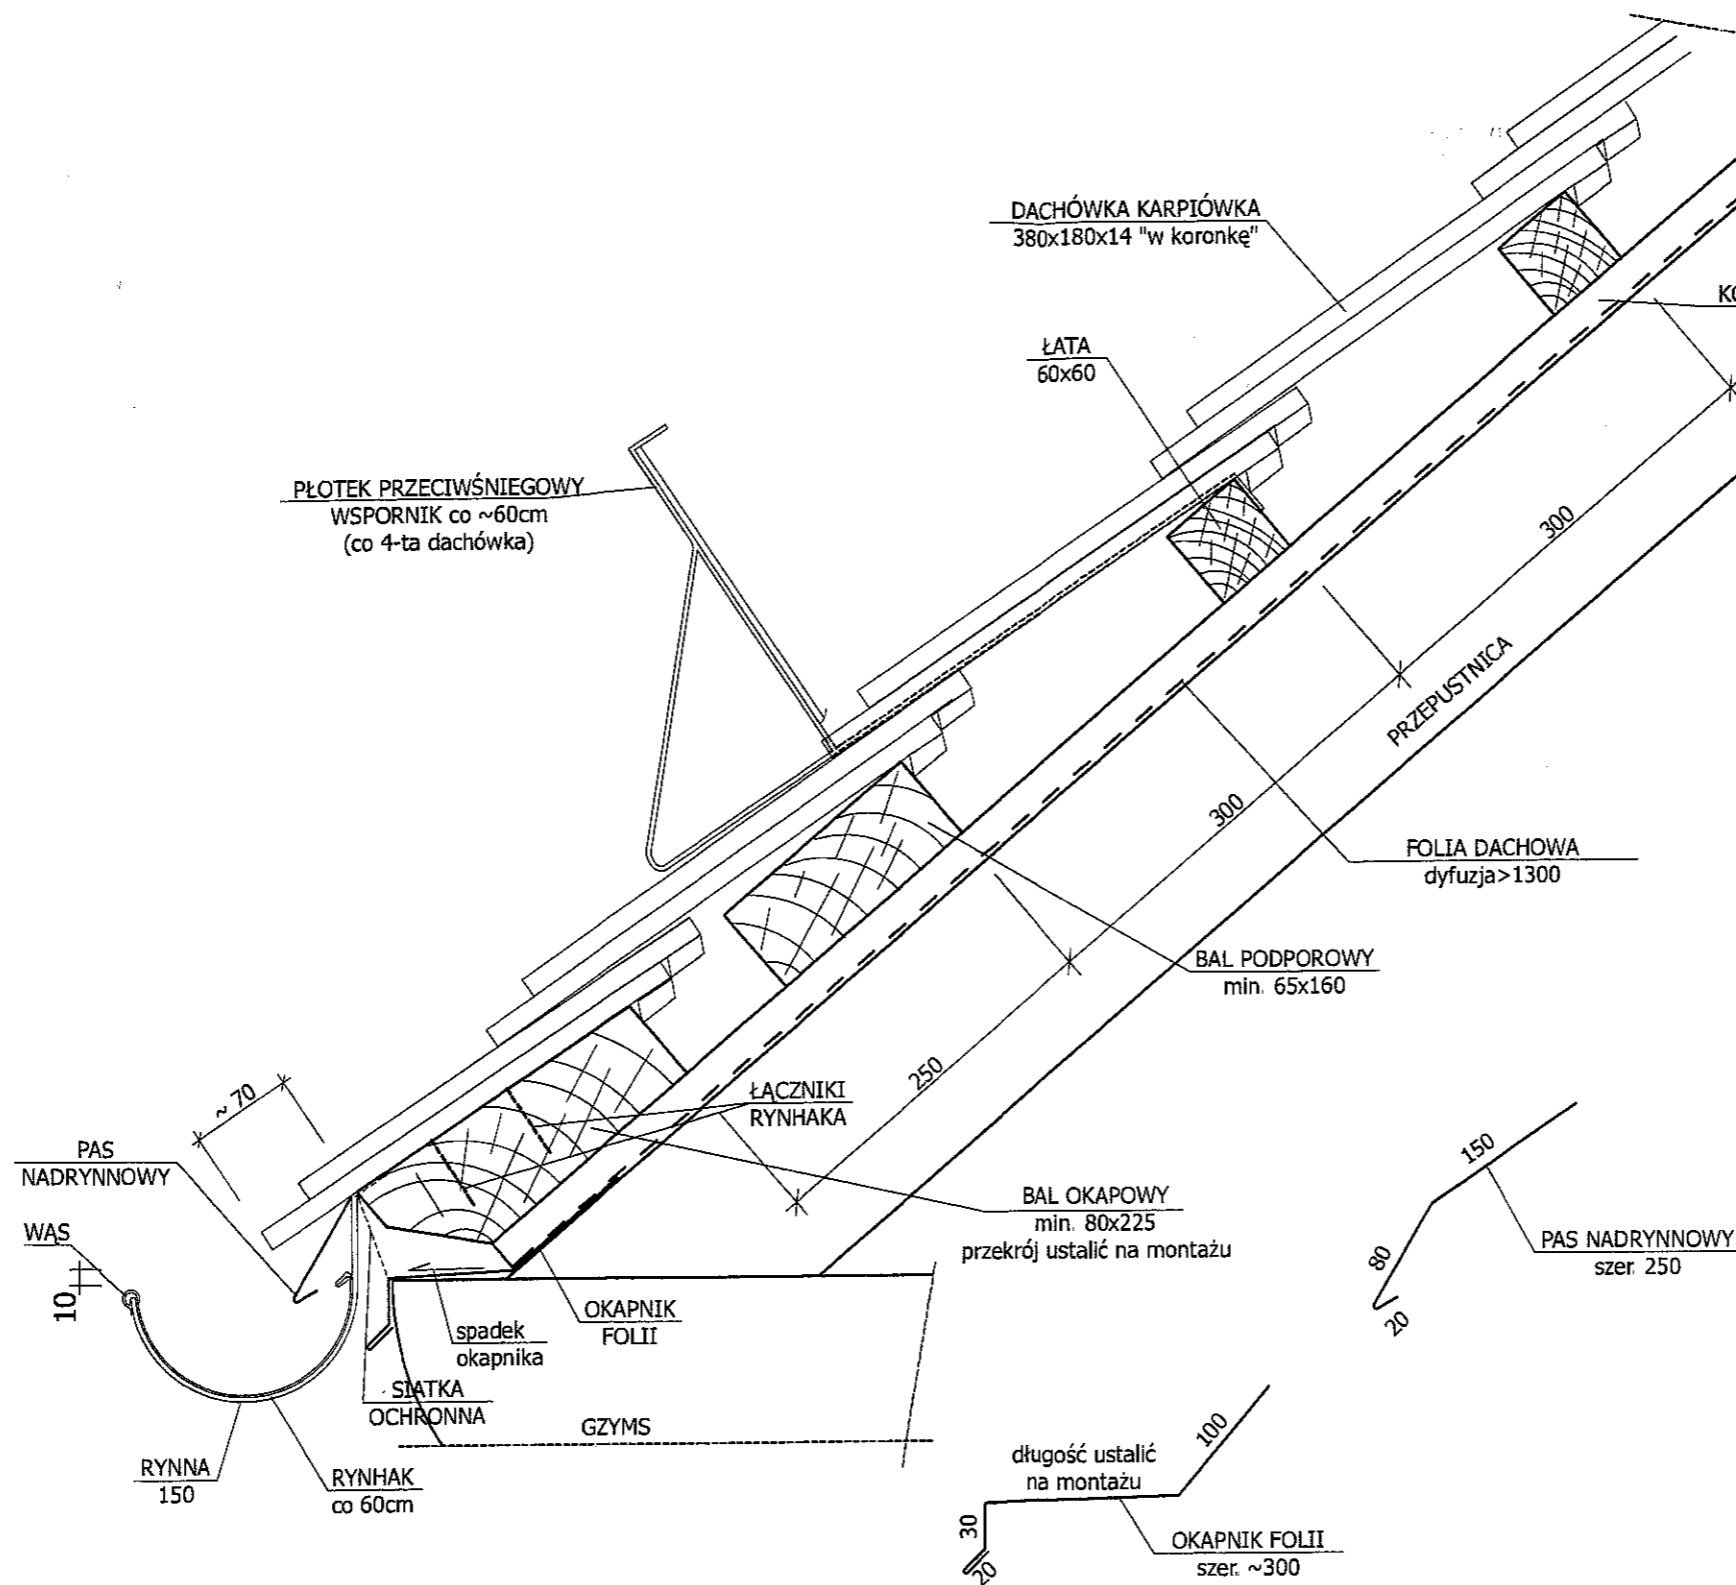 DACHÓWKA KARPIÓWKA
380x180x14 "w koronkę"
ŁATA
60x60
PŁOTEK PRZECIWŚNIEGOWY
WSPORNIK co ~60cm
(co 4-ta dachówka)
300
PRZEPUSTNICA
300
FOLIA DACHOWA
dyfuzja>1300
BAL PODPOROWY
min. 65x160
250
ŁĄCZNIKI
RYNHAKA
~ 70
PAS
NADRYNNOWY
WĄS
10
BAL OKAPOWY
min. 80x225
przekrój ustalić na montażu
150
80
20
PAS NADRYNNOWY
szer. 250
OKAPNIK
FOLII
spadek
okapnika
SIATKA
OCHRONNA
GZYMS
RYNNA
150
RYNHAK
co 60cm
długość ustalić
na montażu
100
30
20
OKAPNIK FOLII
szer. ~300